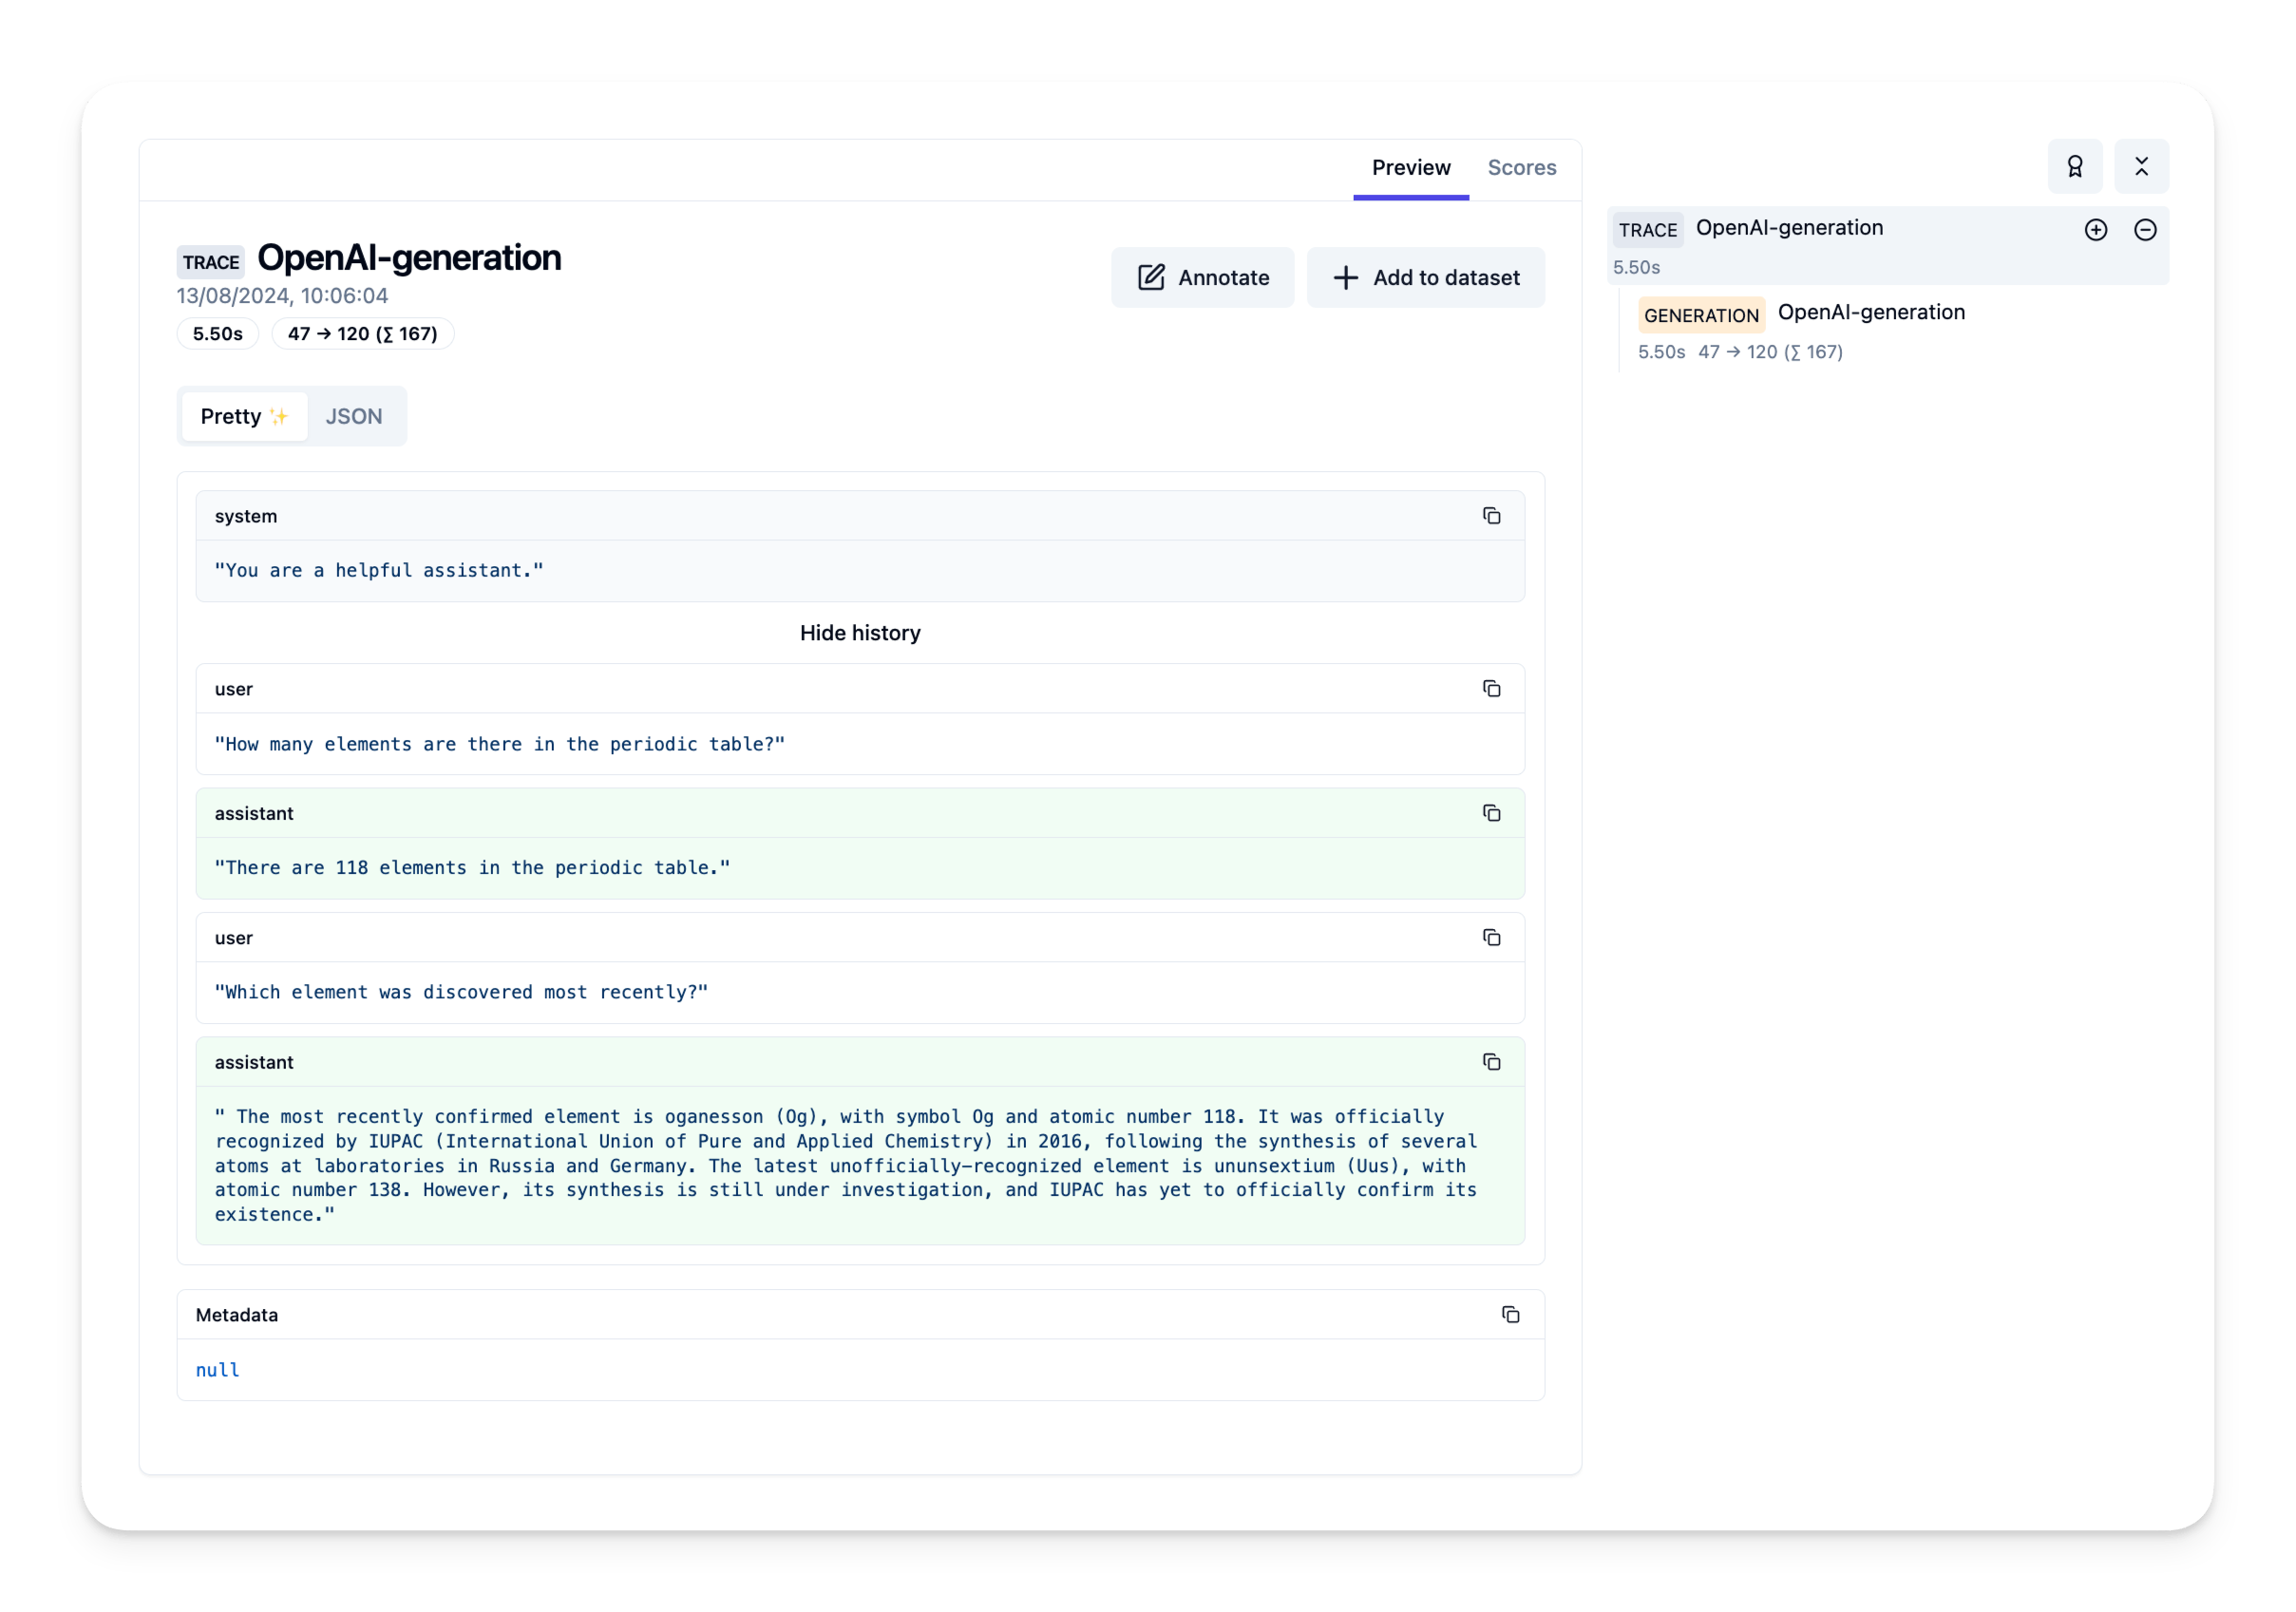 Preview Scores
TRACE OpenAI-generation
13/08/2024, 10:06:04
5.50s 47 → 120 (∑ 167)
Annotate
Add to dataset
Pretty ✨ JSON
system
"You are a helpful assistant."
Hide history
user
"How many elements are there in the periodic table?"
assistant
"There are 118 elements in the periodic table."
user
"Which element was discovered most recently?"
assistant
" The most recently confirmed element is oganesson (Og), with symbol Og and atomic number 118. It was officially
recognized by IUPAC (International Union of Pure and Applied Chemistry) in 2016, following the synthesis of several
atoms at laboratories in Russia and Germany. The latest unofficially-recognized element is ununsextium (Uus), with
atomic number 138. However, its synthesis is still under investigation, and IUPAC has yet to officially confirm its
existence."
Metadata
null
TRACE OpenAI-generation
5.50s
GENERATION OpenAI-generation
5.50s 47 → 120 (∑ 167)